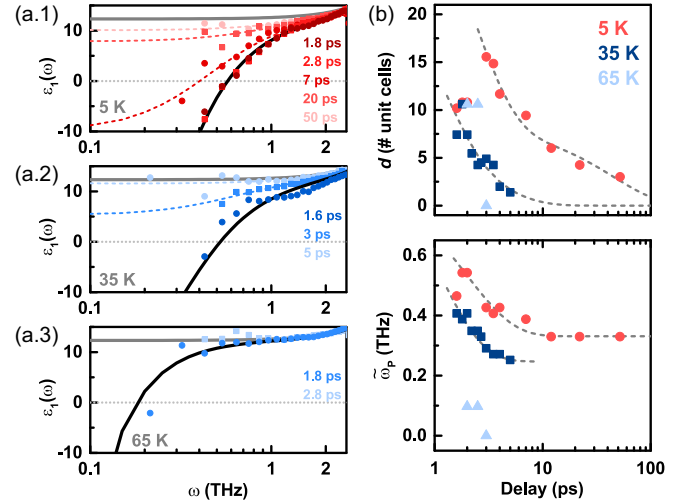 (a.1)
10
0
-10
ε1(ω)
5 K
1.8 ps
2.8 ps
7 ps
20 ps
50 ps
0.1
1
2
(a.2)
10
0
-10
ε1(ω)
35 K
1.6 ps
3 ps
5 ps
0.1
1
2
(a.3)
10
0
-10
ε1(ω)
65 K
1.8 ps
2.8 ps
0.1
1
2
ω (THz)
(b)
20
15
10
5
0
d (# unit cells)
5 K
35 K
65 K
0.6
0.4
0.2
0.0
ω̃P (THz)
1
10
100
Delay (ps)